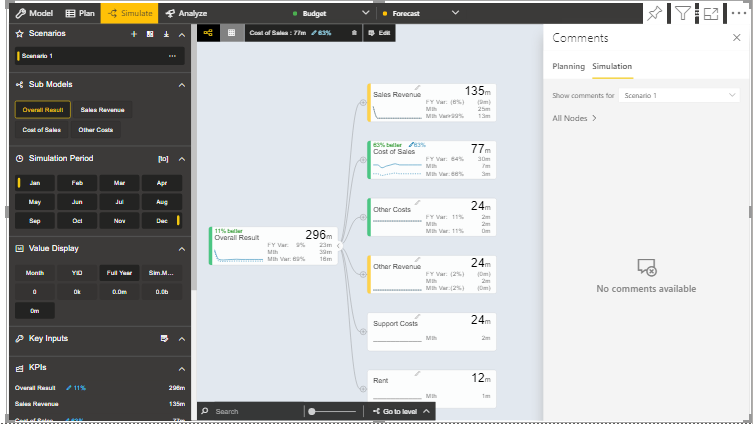 Model Plan Simulate Analyze Budget Forecast
Scenarios
Scenario 1
Sub Models
Overall Result Sales Revenue
Cost of Sales Other Costs
Simulation Period [to]
Jan Feb Mar Apr
May Jun Jul Aug
Sep Oct Nov Dec
Value Display
Month YTD Full Year Sim.M...
0 0k 0.0m 0.0b
0m
Key Inputs
KPIs
Overall Result 11% 296m
Sales Revenue 135m
Cost of Sales 63% 77m
Cost of Sales : 77m 63% Edit
Sales Revenue 135m
FY Var: (6%) (9m)
Mth 25m
Mth Var:>99% 13m
63% better 63%
Cost of Sales 77m
FY Var: 64% 30m
Mth 7m
Mth Var: 66% 3m
Other Costs 24m
FY Var: 11% 2m
Mth 2m
Mth Var: 11% 0m
11% better
Overall Result 296m
FY Var: 9% 23m
Mth 39m
Mth Var: 69% 16m
Other Revenue 24m
FY Var: (2%) (0m)
Mth 2m
Mth Var: (2%) (0m)
Support Costs 24m
Mth 2m
Rent 12m
Mth 1m
Search Go to level
Comments
Planning Simulation
Show comments for Scenario 1
All Nodes
No comments available